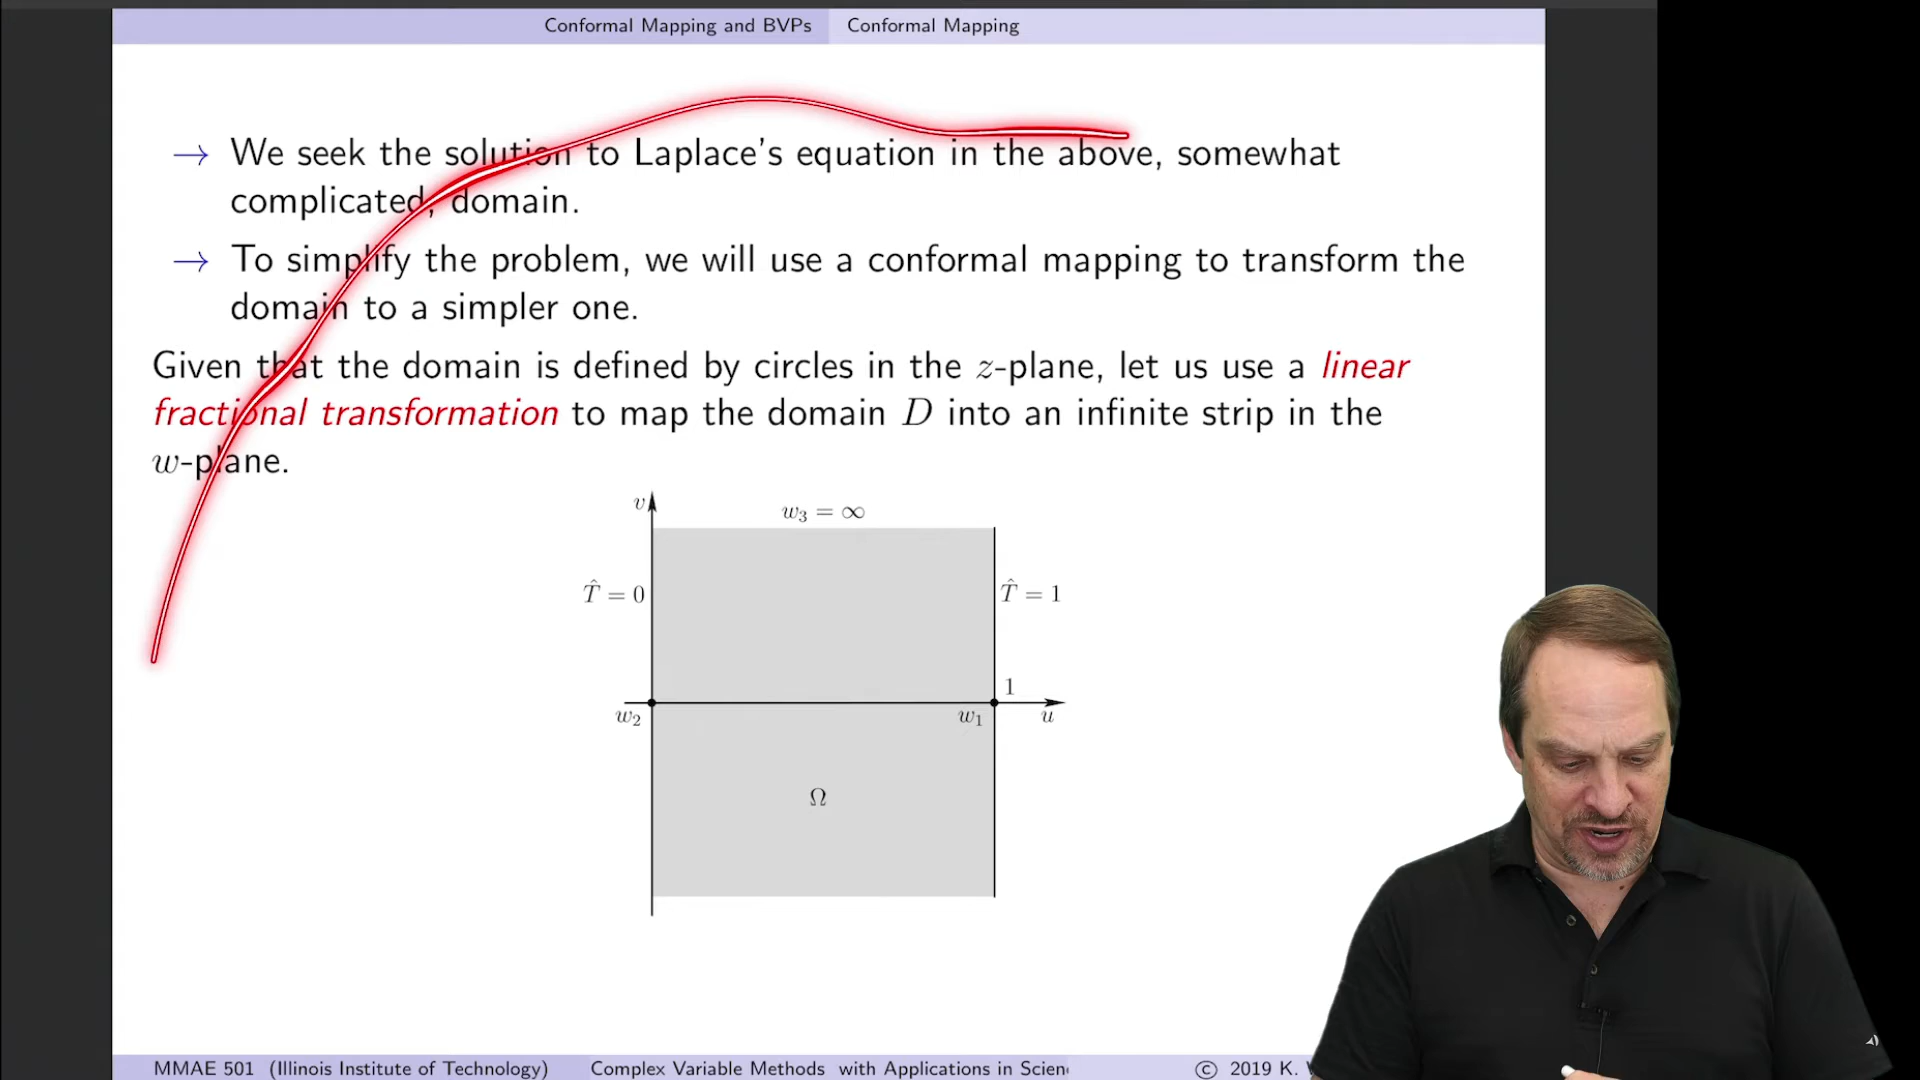 Conformal Mapping and BVPs Conformal Mapping
→ We seek the solution to Laplace's equation in the above, somewhat
complicated, domain.
→ To simplify the problem, we will use a conformal mapping to transform the
domain to a simpler one.
Given that the domain is defined by circles in the z-plane, let us use a linear
fractional transformation to map the domain D into an infinite strip in the
w-plane.
v w₃ = ∞
T̂ = 0 T̂ = 1
1
w₂ w₁ u
Ω
MMAE 501 (Illinois Institute of Technology) Complex Variable Methods with Applications in Scien © 2019 K.